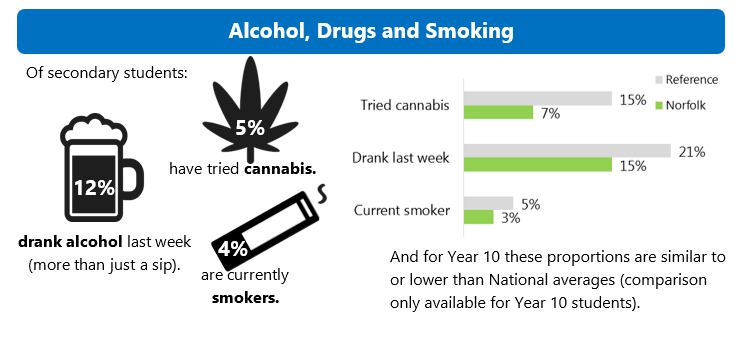 Alcohol, Drugs and Smoking
Of secondary students:
5%
have tried cannabis.
12%
drank alcohol last week
(more than just a sip).
4%
are currently
smokers.
Reference
Norfolk
Tried cannabis
15%
7%
Drank last week
21%
15%
Current smoker
5%
3%
And for Year 10 these proportions are similar to
or lower than National averages (comparison
only available for Year 10 students).